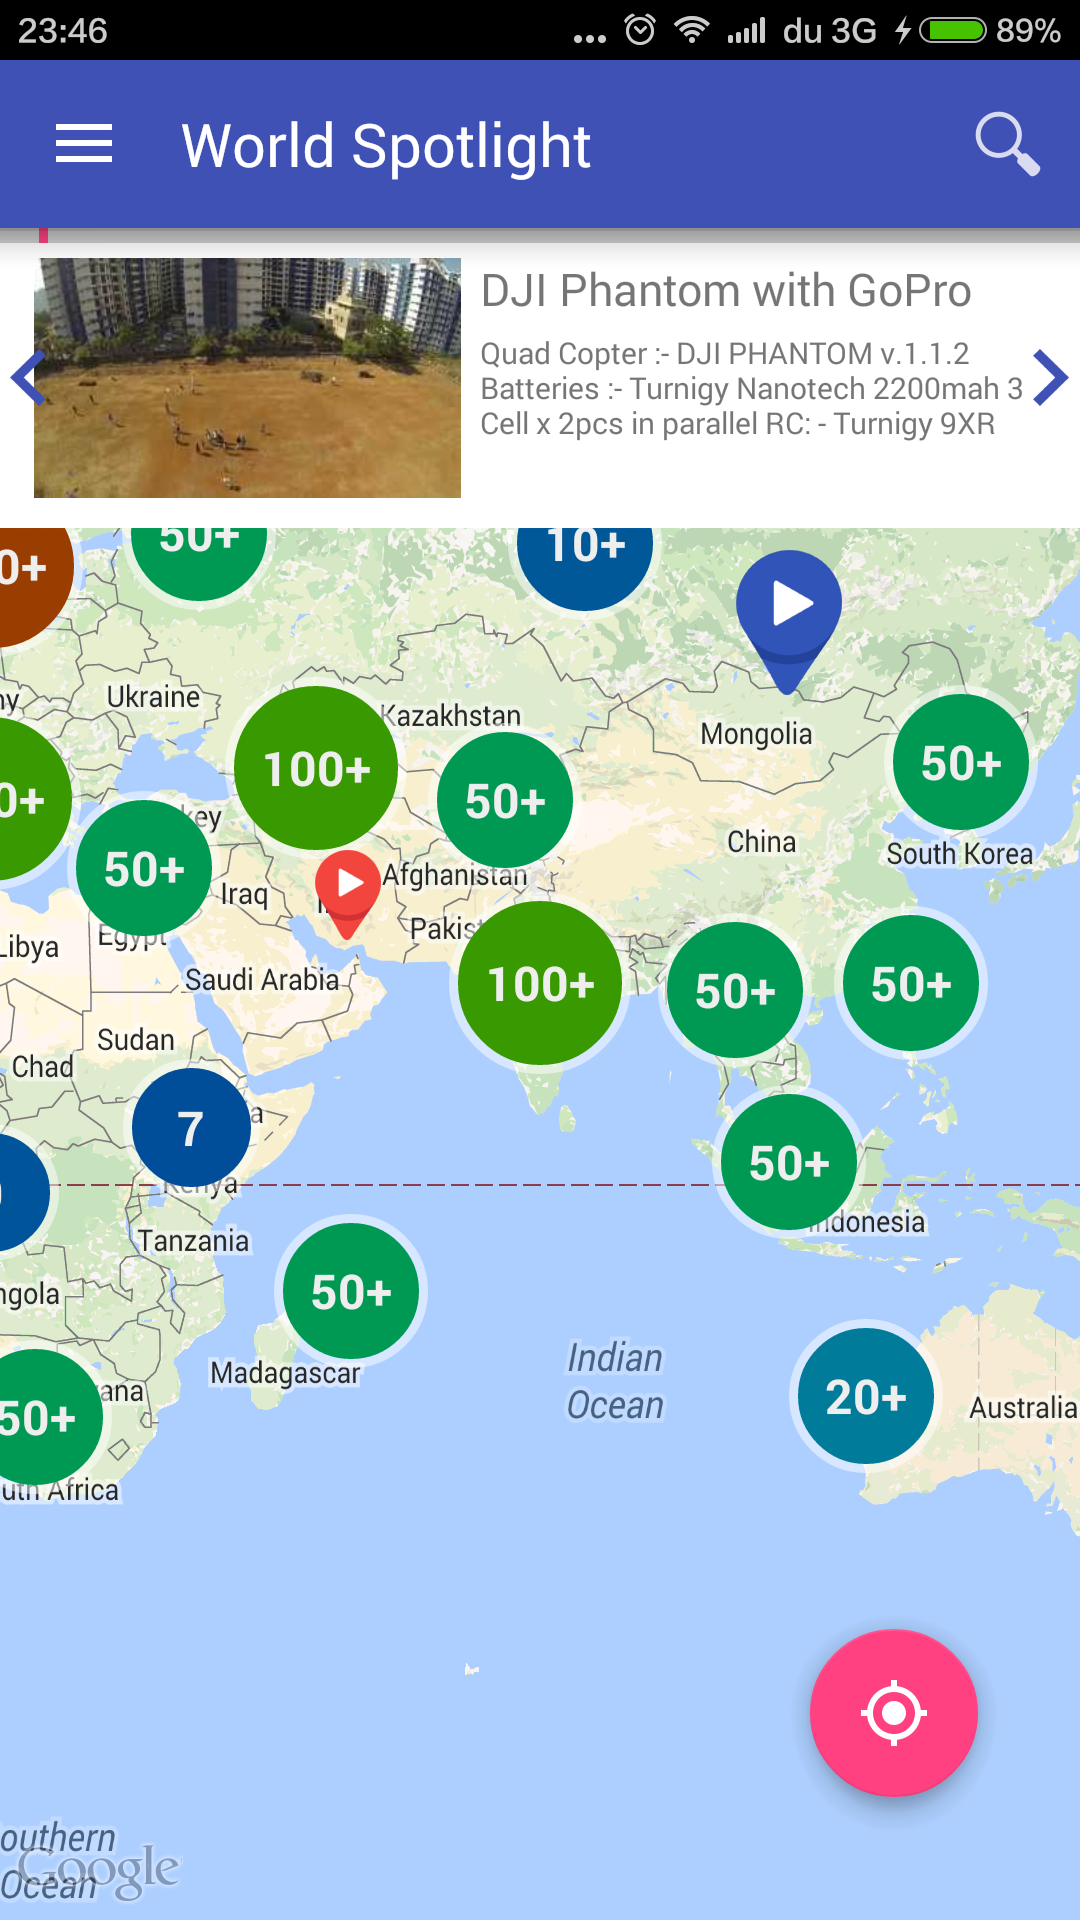 23:46 ... du 3G 89%
World Spotlight
DJI Phantom with GoPro
Quad Copter :- DJI PHANTOM v.1.1.2
Batteries :- Turnigy Nanotech 2200mah 3
Cell x 2pcs in parallel RC: - Turnigy 9XR
50+
10+
0+
Ukraine
Kazakhstan
Mongolia
100+
50+
50+
0+
key
China
South Korea
50+
Iraq
Afghanistan
Pakis
Egypt
Libya
Saudi Arabia
100+
50+
50+
Sudan
Chad
7
a
Kenya
50+
Indonesia
Tanzania
ngola
50+
Madagascar
Indian
Ocean
20+
Australia
ana
50+
uth Africa
outhern
Ocean
Google